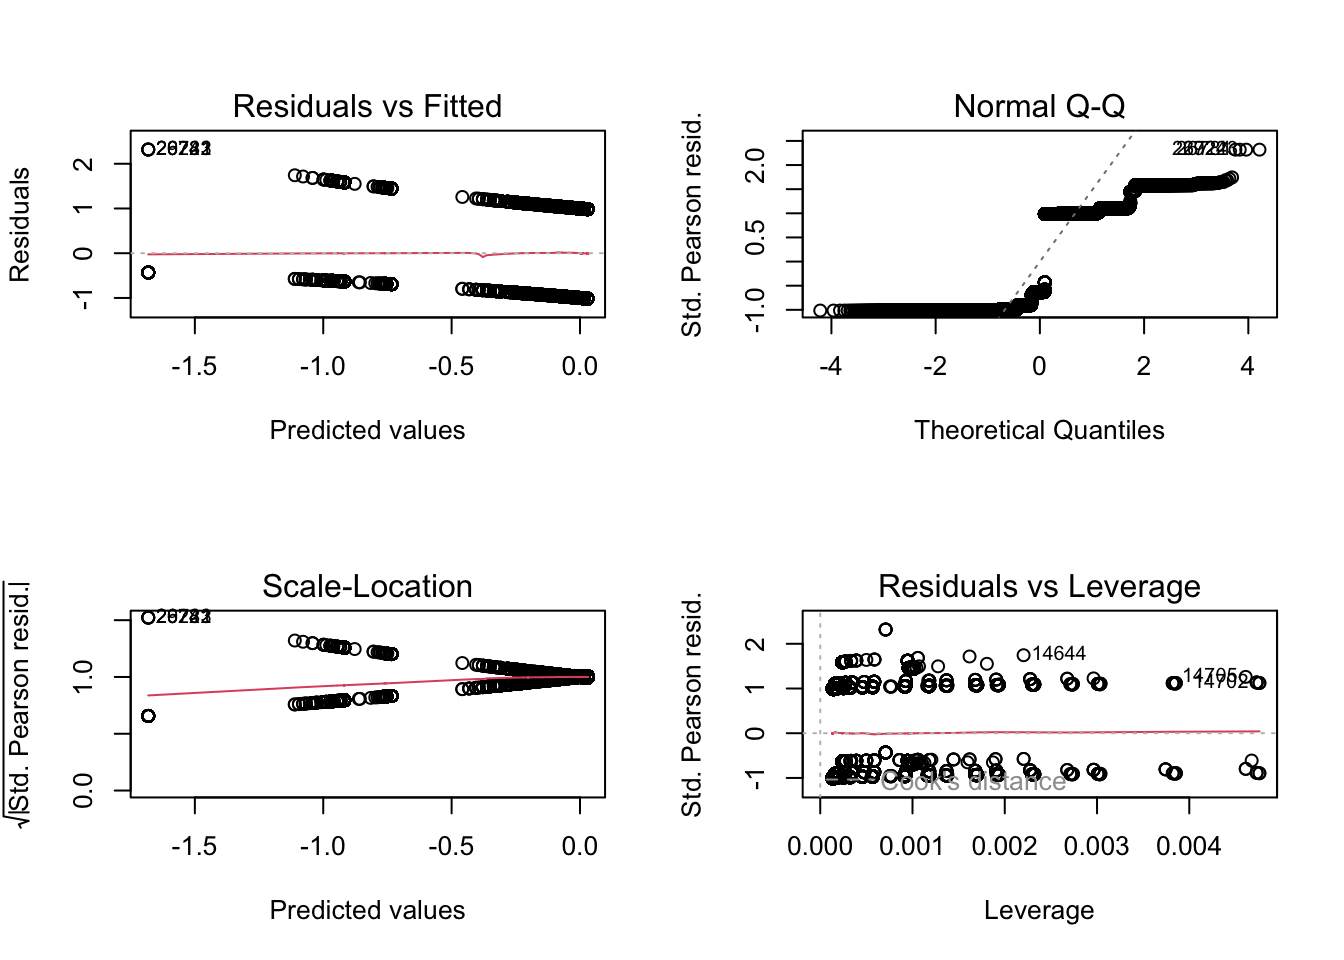 Residuals vs Fitted
Residuals
2
1
0
-1
-1.5 -1.0 -0.5 0.0
Predicted values
Normal Q-Q
Std. Pearson resid.
2.0
0.5
-1.0
-4 -2 0 2 4
Theoretical Quantiles
Scale-Location
√|Std. Pearson resid.|
1.0
0.0
-1.5 -1.0 -0.5 0.0
Predicted values
Residuals vs Leverage
Std. Pearson resid.
2
1
0
-1
14644
14705
14702
Cook's distance
0.000 0.001 0.002 0.003 0.004
Leverage